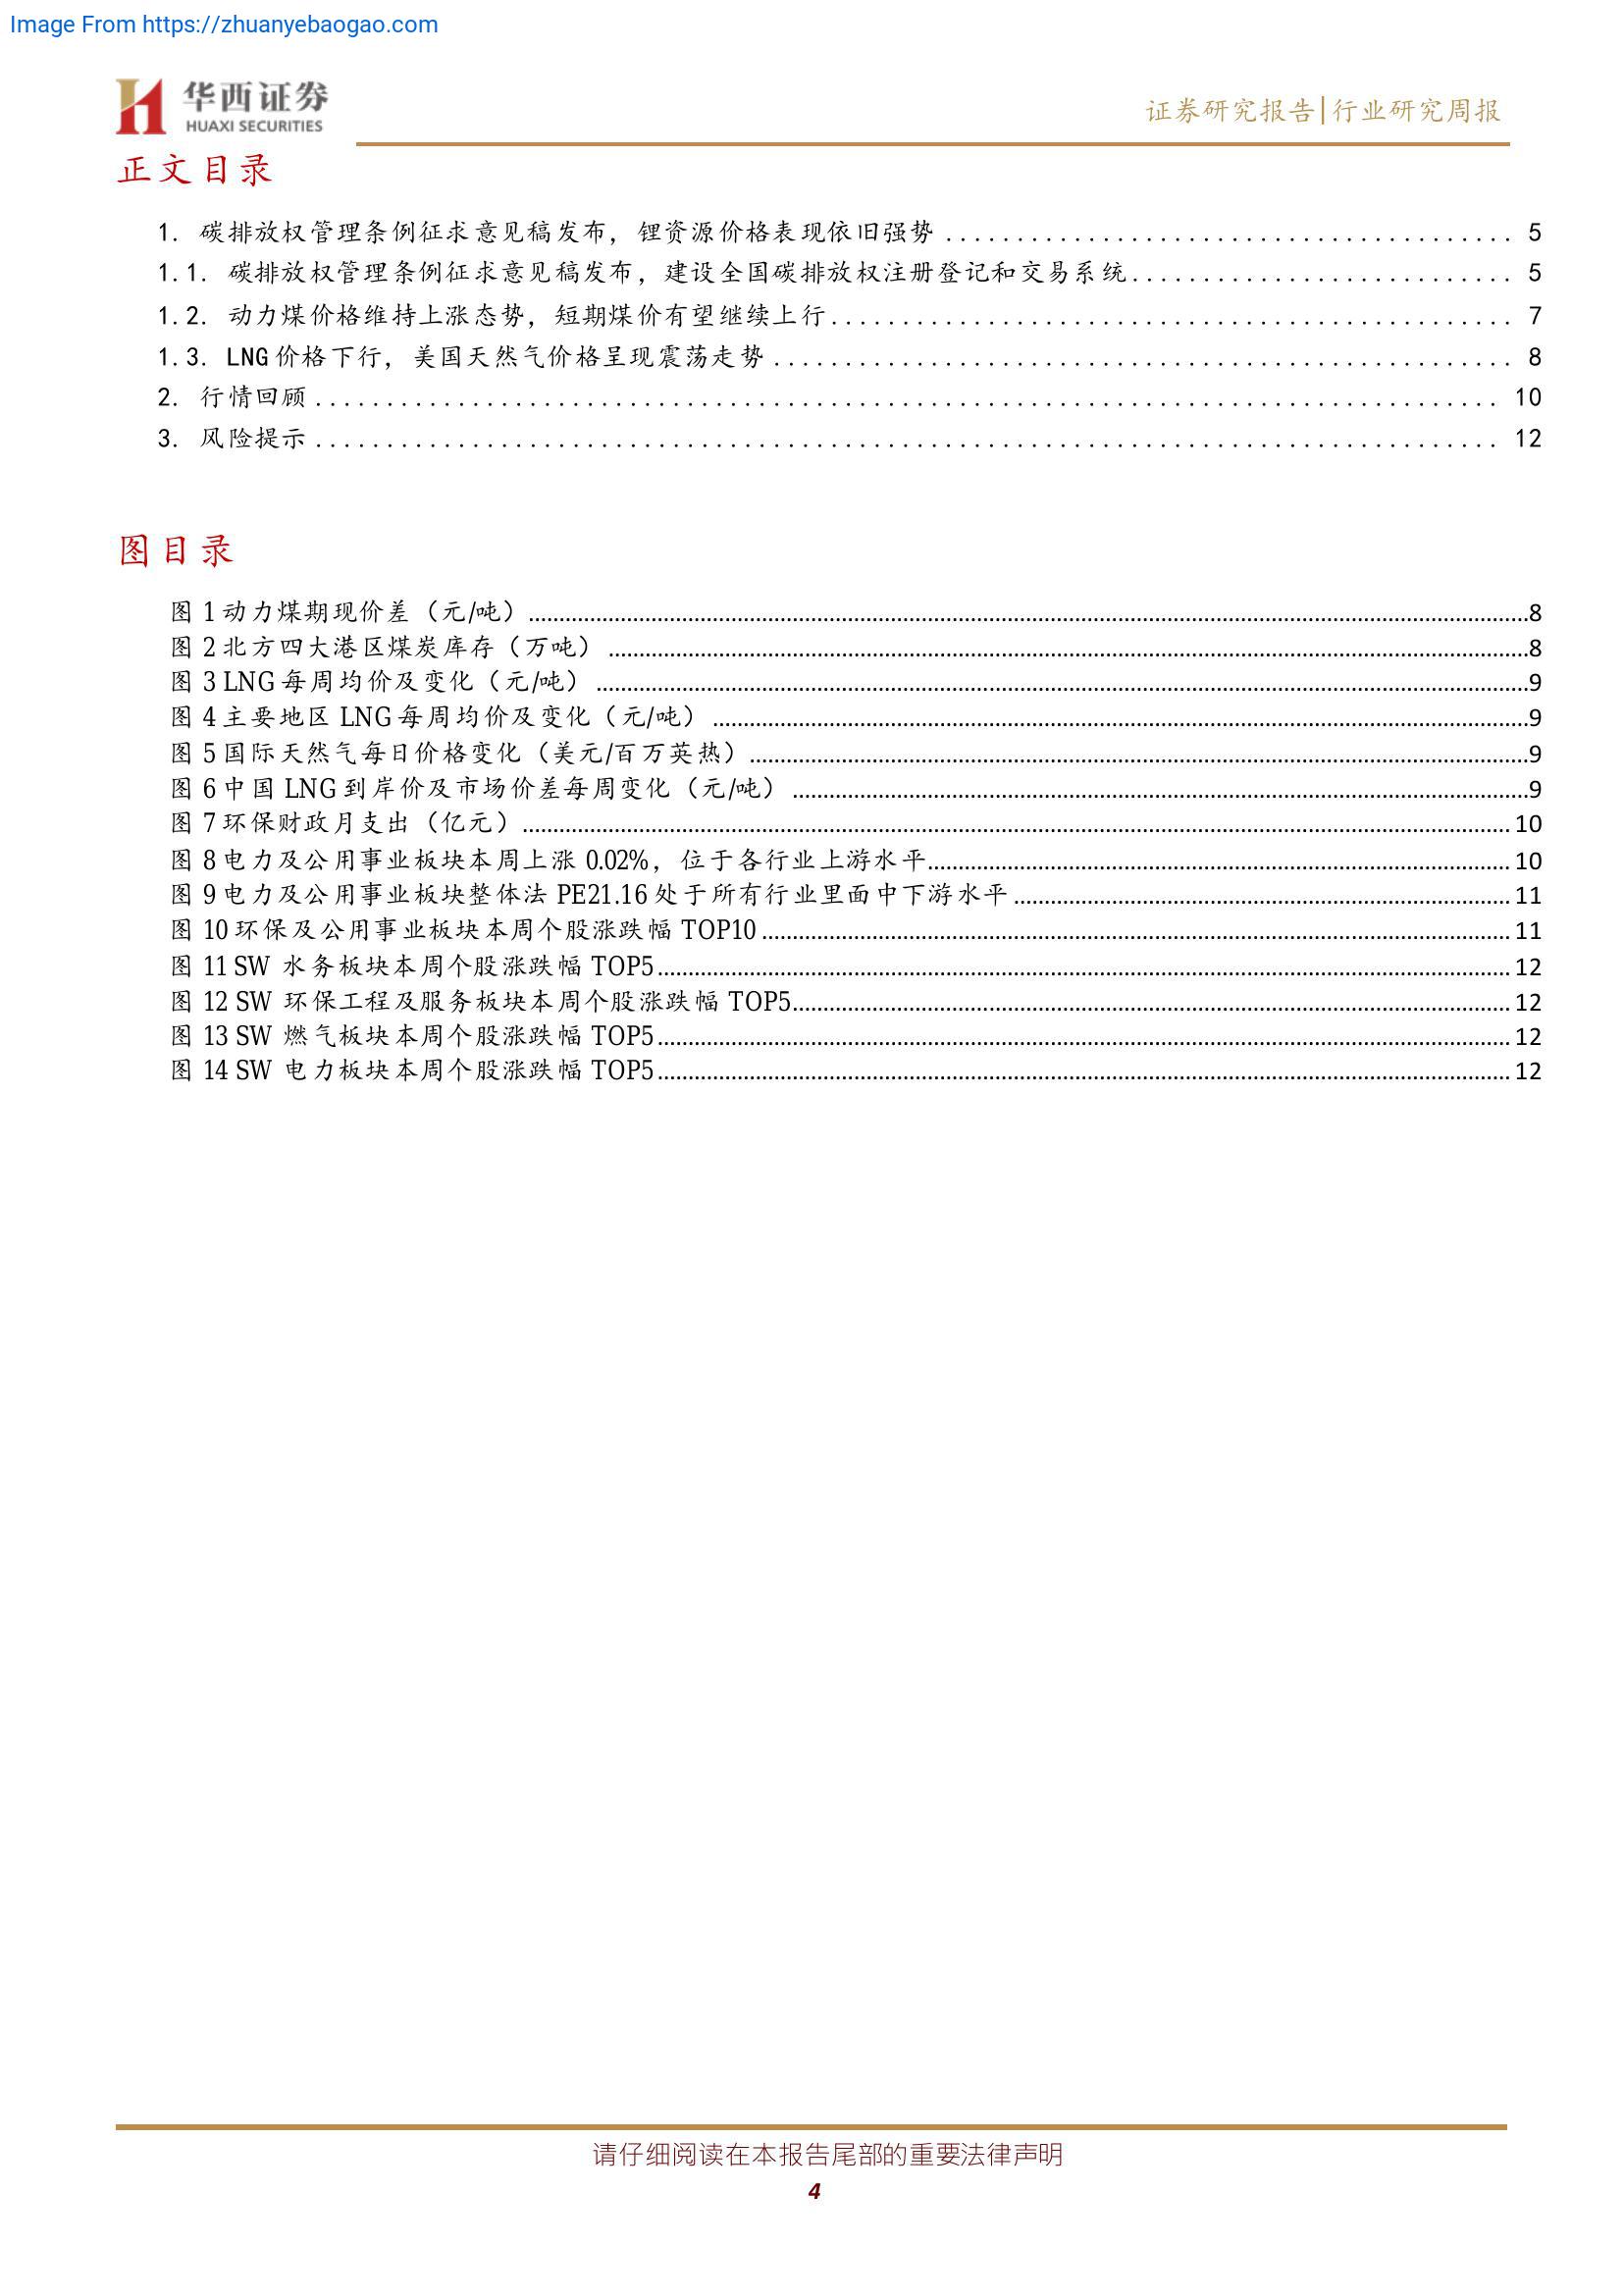 Image From https://zhuanyebaogao.com
华西证券
HUAXI SECURITIES
证券研究报告|行业研究周报
正文目录
1. 碳排放权管理条例征求意见稿发布，锂资源价格表现依旧强势 ........................................ 5
1.1. 碳排放权管理条例征求意见稿发布，建设全国碳排放权注册登记和交易系统........................... 5
1.2. 动力煤价格维持上涨态势，短期煤价有望继续上行................................................ 7
1.3. LNG价格下行，美国天然气价格呈现震荡走势 .................................................... 8
2. 行情回顾 ................................................................................... 10
3. 风险提示 ................................................................................... 12
图目录
图 1 动力煤期现价差（元/吨）........................................8
图 2 北方四大港区煤炭库存（万吨）........................................8
图 3 LNG 每周均价及变化（元/吨）........................................9
图 4 主要地区 LNG 每周均价及变化（元/吨）........................................9
图 5 国际天然气每日价格变化（美元/百万英热）........................................9
图 6 中国 LNG 到岸价及市场价差每周变化（元/吨）........................................9
图 7 环保财政月支出（亿元）........................................10
图 8 电力及公用事业板块本周上涨 0.02%，位于各行业上游水平........................................10
图 9 电力及公用事业板块整体法 PE21.16 处于所有行业里面中下游水平........................................11
图 10 环保及公用事业板块本周个股涨跌幅 TOP10........................................11
图 11 SW 水务板块本周个股涨跌幅 TOP5........................................12
图 12 SW 环保工程及服务板块本周个股涨跌幅 TOP5........................................12
图 13 SW 燃气板块本周个股涨跌幅 TOP5........................................12
图 14 SW 电力板块本周个股涨跌幅 TOP5........................................12
请仔细阅读在本报告尾部的重要法律声明
4